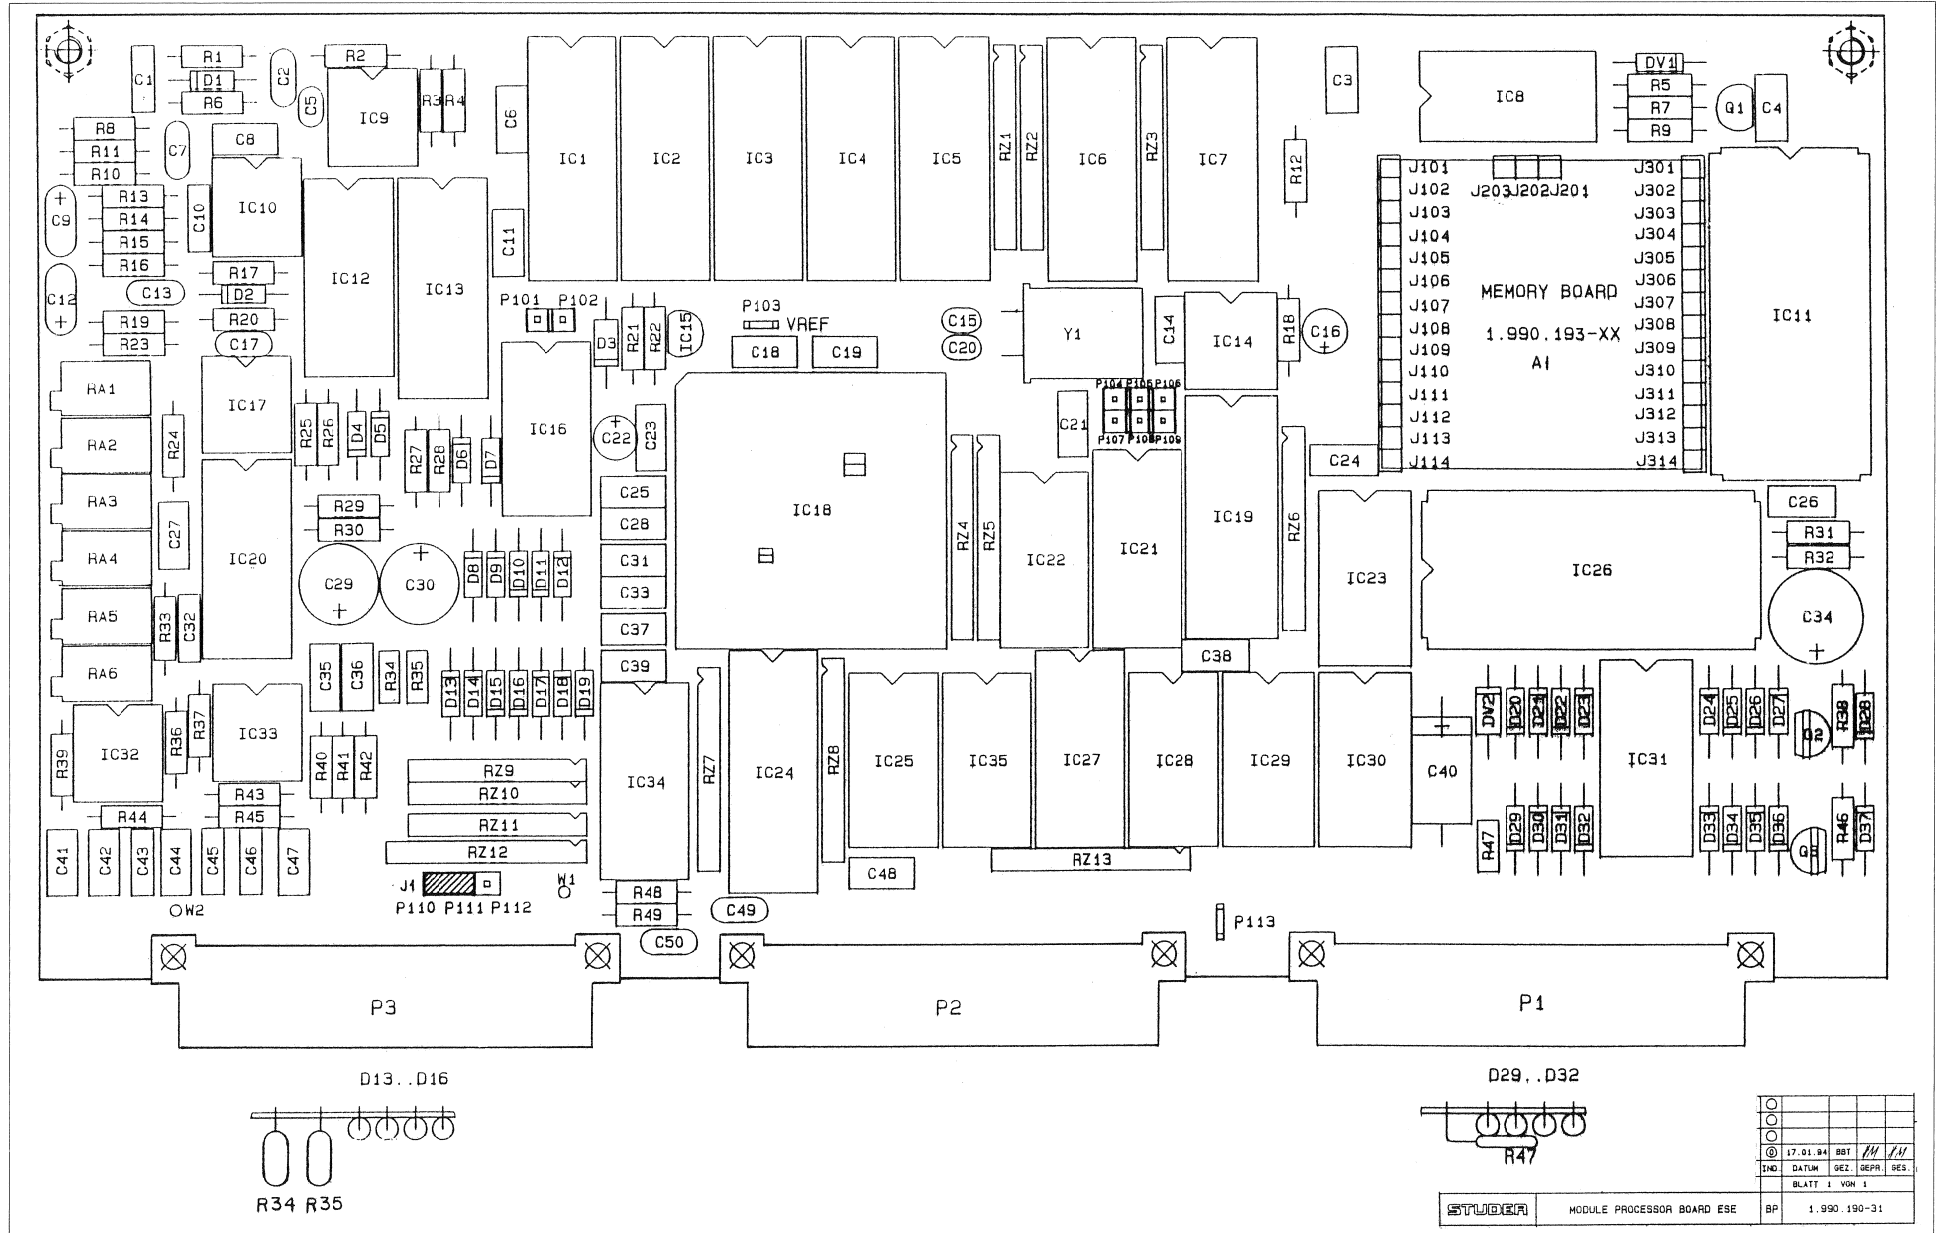 R1
R2
C1
D1
C2
R6
C5
IC9
R3
R4
C6
IC1
IC2
IC3
IC4
IC5
RZ1
RZ2
IC6
RZ3
IC7
C3
IC8
DV1
R5
R7
R9
Q1
C4
R8
R11
R10
C7
C8
R12
R13
R14
R15
R16
C9
C10
IC10
IC12
IC13
C11
J101
J102
J103
J104
J105
J106
J107
J108
J109
J110
J111
J112
J113
J114
J203 J202 J201
MEMORY BOARD
1.990.193-XX
A1
J301
J302
J303
J304
J305
J306
J307
J308
J309
J310
J311
J312
J313
J314
IC11
C12
C13
R17
D2
R20
R19
R23
C17
P101 P102
D3
R21
R22
IC15
P103
VREF
C18
C19
C15
C20
Y1
C14
IC14
R18
C16
RA1
RA2
RA3
RA4
RA5
RA6
R24
IC17
R25
R26
D4
D5
R27
R28
D6
D7
IC16
C22
C23
C21
P104 P105 P106
P107 P108 P109
C24
C25
C28
C31
C33
C37
C39
IC18
RZ4
RZ5
IC22
IC21
IC19
RZ6
IC23
IC26
C26
R31
R32
C34
C27
IC20
R29
R30
C29
C30
D8
D9
D10
D11
D12
R33
C32
C35
C36
R34
R35
D13
D14
D15
D16
D17
D18
D19
C38
R39
IC32
R36
R37
IC33
R40
R41
R42
R43
R44
R45
RZ9
RZ10
RZ11
RZ12
IC34
RZ7
IC24
RZ8
IC25
IC35
IC27
IC28
IC29
IC30
RZ13
C40
DV2
D20
D21
D22
D23
IC31
D24
D25
D26
D27
Q2
R38
D28
R47
D29
D30
D31
D32
D33
D34
D35
D36
Q3
R46
D37
C41
C42
C43
C44
C45
C46
C47
W2
J1
P110 P111 P112
W1
R48
R49
C50
C49
C48
P113
P3
P2
P1
D13..D16
R34 R35
D29..D32
R47
17.01.94 BBT
IND. DATUM GEZ. GEPR. GES.
BLATT 1 VON 1
STUDER MODULE PROCESSOR BOARD ESE BP 1.990.190-31